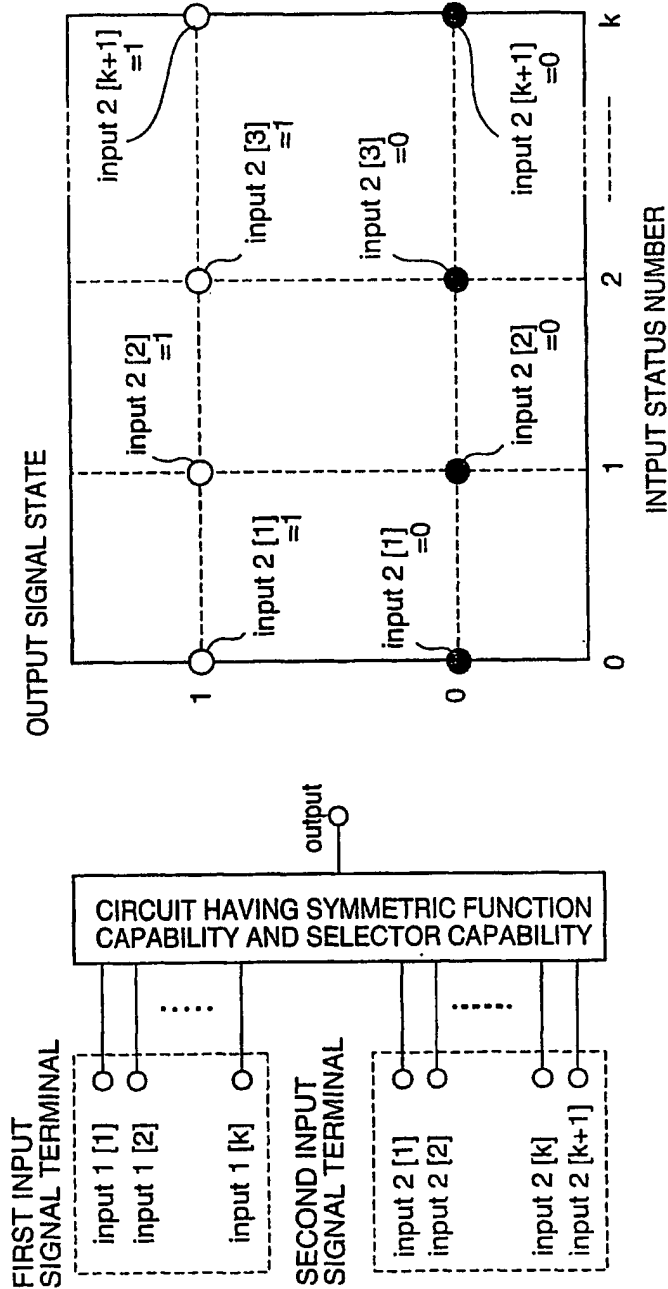 FIRST INPUT
SIGNAL TERMINAL
input 1 [1]
input 1 [2]
.....
input 1 [k]
SECOND INPUT
SIGNAL TERMINAL
input 2 [1]
input 2 [2]
.......
input 2 [k]
input 2 [k+1]
CIRCUIT HAVING SYMMETRIC FUNCTION
CAPABILITY AND SELECTOR CAPABILITY
output
OUTPUT SIGNAL STATE
1
0
input 2 [1]
=1
input 2 [2]
=1
input 2 [3]
=1
input 2 [k+1]
=1
input 2 [1]
=0
input 2 [2]
=0
input 2 [3]
=0
input 2 [k+1]
=0
0
1
2
k
INTPUT STATUS NUMBER